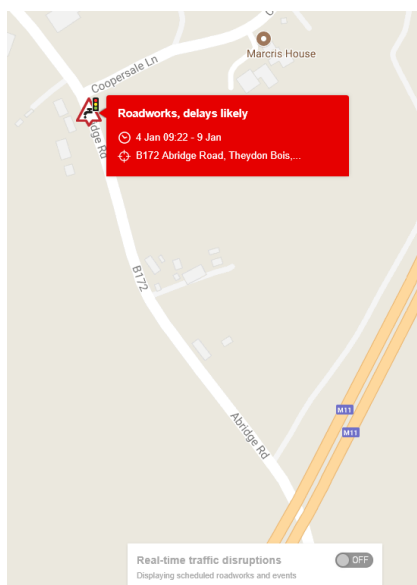 Marcris House
Coopersale Ln
Roadworks, delays likely
4 Jan 09:22 - 9 Jan
B172 Abridge Road, Theydon Bois,...
idge Rd
B172
M11
M11
Abridge Rd
Real-time traffic disruptions
OFF
Displaying scheduled roadworks and events